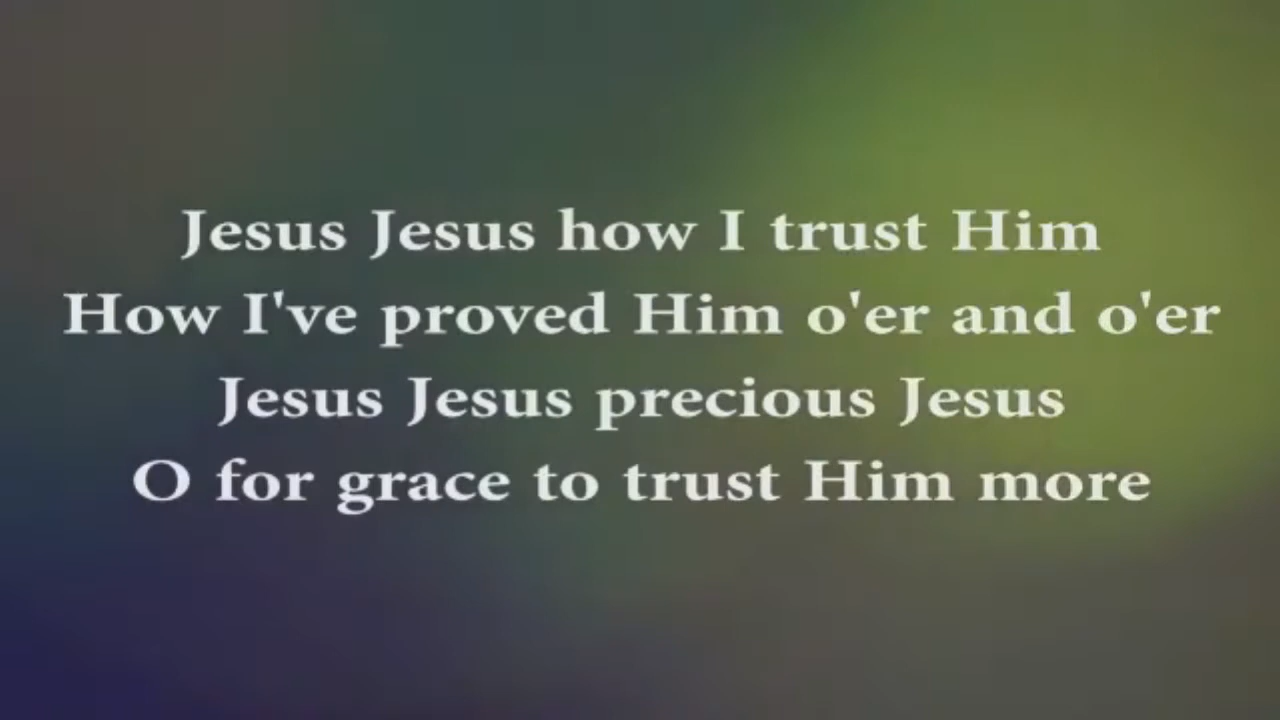 Jesus Jesus how I trust Him
How I've proved Him o'er and o'er
Jesus Jesus precious Jesus
O for grace to trust Him more